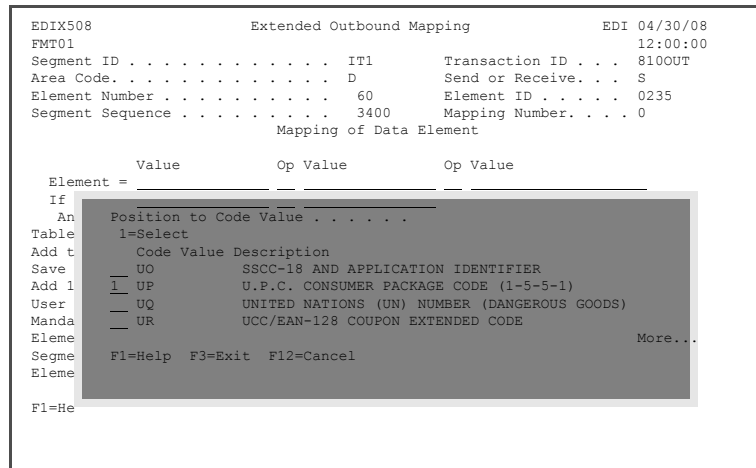 EDIX508 Extended Outbound Mapping EDI 04/30/08
FMT01 12:00:00
Segment ID . . . . . . . . . . . . IT1 Transaction ID . . . 810OUT
Area Code. . . . . . . . . . . . . D Send or Receive. . . S
Element Number . . . . . . . . . . 60 Element ID . . . . . 0235
Segment Sequence . . . . . . . . . 3400 Mapping Number. . . . 0
Mapping of Data Element
Value Op Value Op Value
Element =
If
An Position to Code Value . . . . . .
Table 1=Select
Add t Code Value Description
Save UO SSCC-18 AND APPLICATION IDENTIFIER
Add 1 1 UP U.P.C. CONSUMER PACKAGE CODE (1-5-5-1)
User UQ UNITED NATIONS (UN) NUMBER (DANGEROUS GOODS)
Manda UR UCC/EAN-128 COUPON EXTENDED CODE
Eleme More...
Segme F1=Help F3=Exit F12=Cancel
Eleme
F1=He